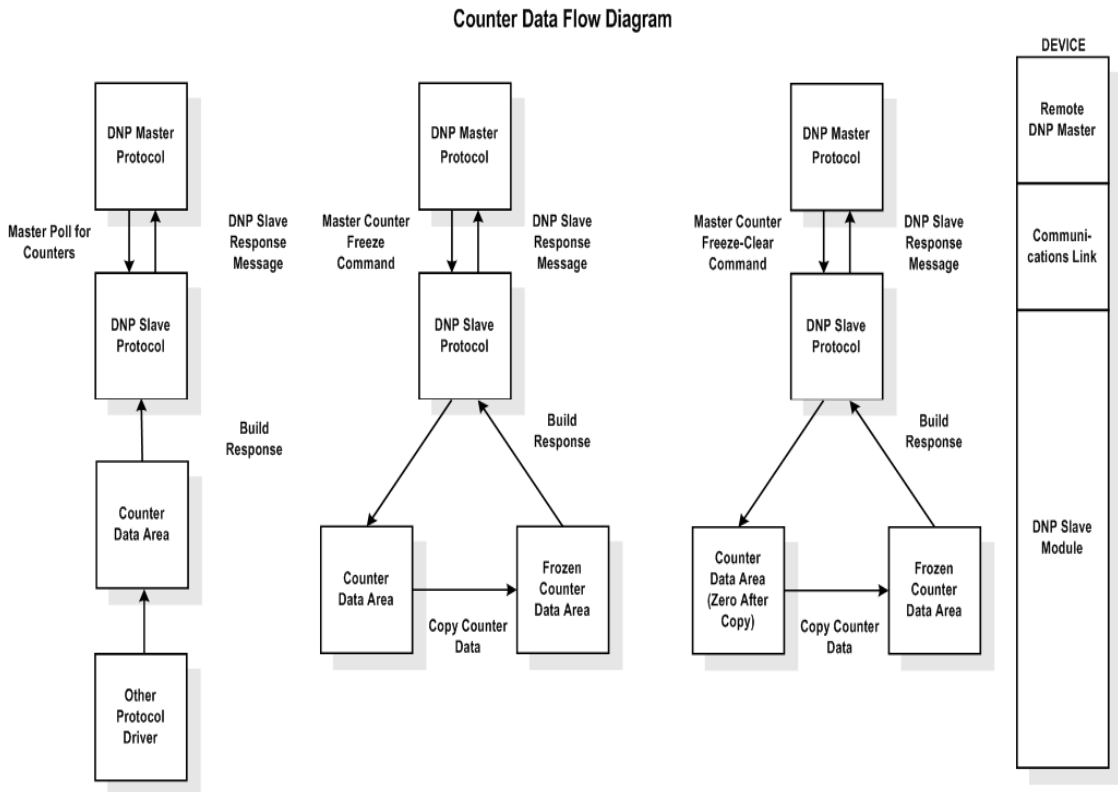 Counter Data Flow Diagram
DNP Master
Protocol
Master Poll for
Counters
DNP Slave
Response
Message
DNP Slave
Protocol
Build
Response
Counter
Data Area
Other
Protocol
Driver
DNP Master
Protocol
Master Counter
Freeze
Command
DNP Slave
Response
Message
DNP Slave
Protocol
Build
Response
Counter
Data Area
Copy Counter
Data
Frozen
Counter
Data Area
DNP Master
Protocol
Master Counter
Freeze-Clear
Command
DNP Slave
Response
Message
DNP Slave
Protocol
Build
Response
Counter
Data Area
(Zero After
Copy)
Copy Counter
Data
Frozen
Counter
Data Area
DEVICE
Remote
DNP Master
Communi-
cations Link
DNP Slave
Module